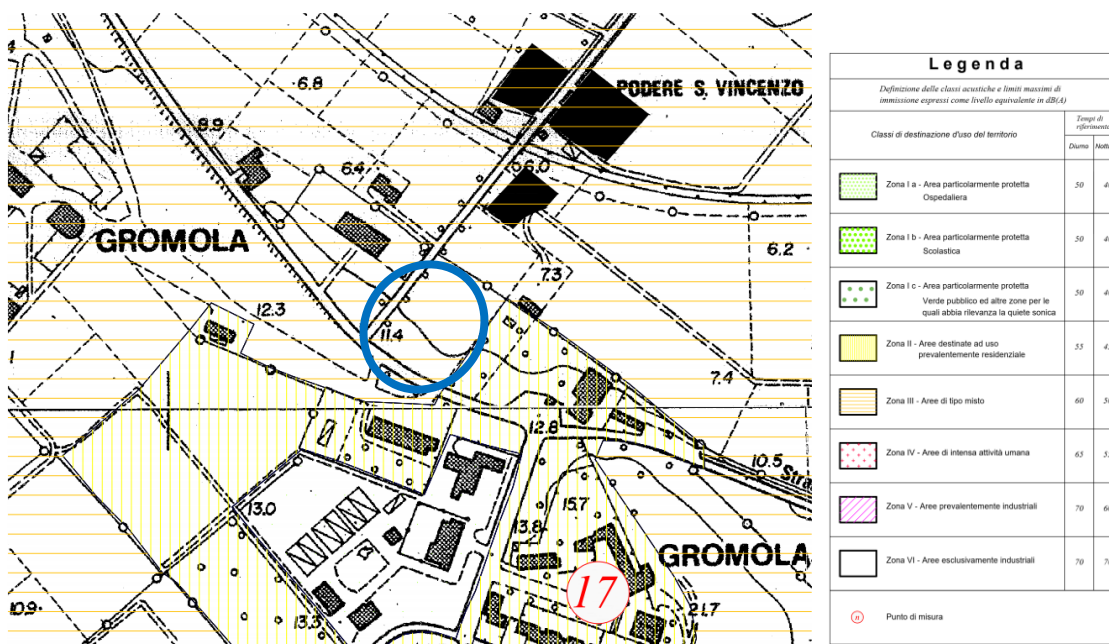 6.8
PODERE S. VINCENZO
8.9
6.4
6.0
GROMOLA
6.2
7.3
12.3
11.4
7.4
12.8
10.5
Stra
13.0
15.7
13.8
GROMOLA
17
10.9
13.3
21.7
Legenda
Definizione delle classi acustiche e limiti massimi di
immissione espressi come livello equivalente in dB(A)
Classi di destinazione d'uso del territorio
Tempi di
riferimento
Diurno
Zona I a - Area particolarmente protetta
Ospedaliera
50
Zona I b - Area particolarmente protetta
Scolastica
50
Zona I c - Area particolarmente protetta
Verde pubblico ed altre zone per le
quali abbia rilevanza la quiete sonica
50
Zona II - Aree destinate ad uso
prevalentemente residenziale
55
Zona III - Aree di tipo misto
60
Zona IV - Aree di intensa attività umana
65
Zona V - Aree prevalentemente industriali
70
Zona VI - Aree esclusivamente industriali
70
n
Punto di misura